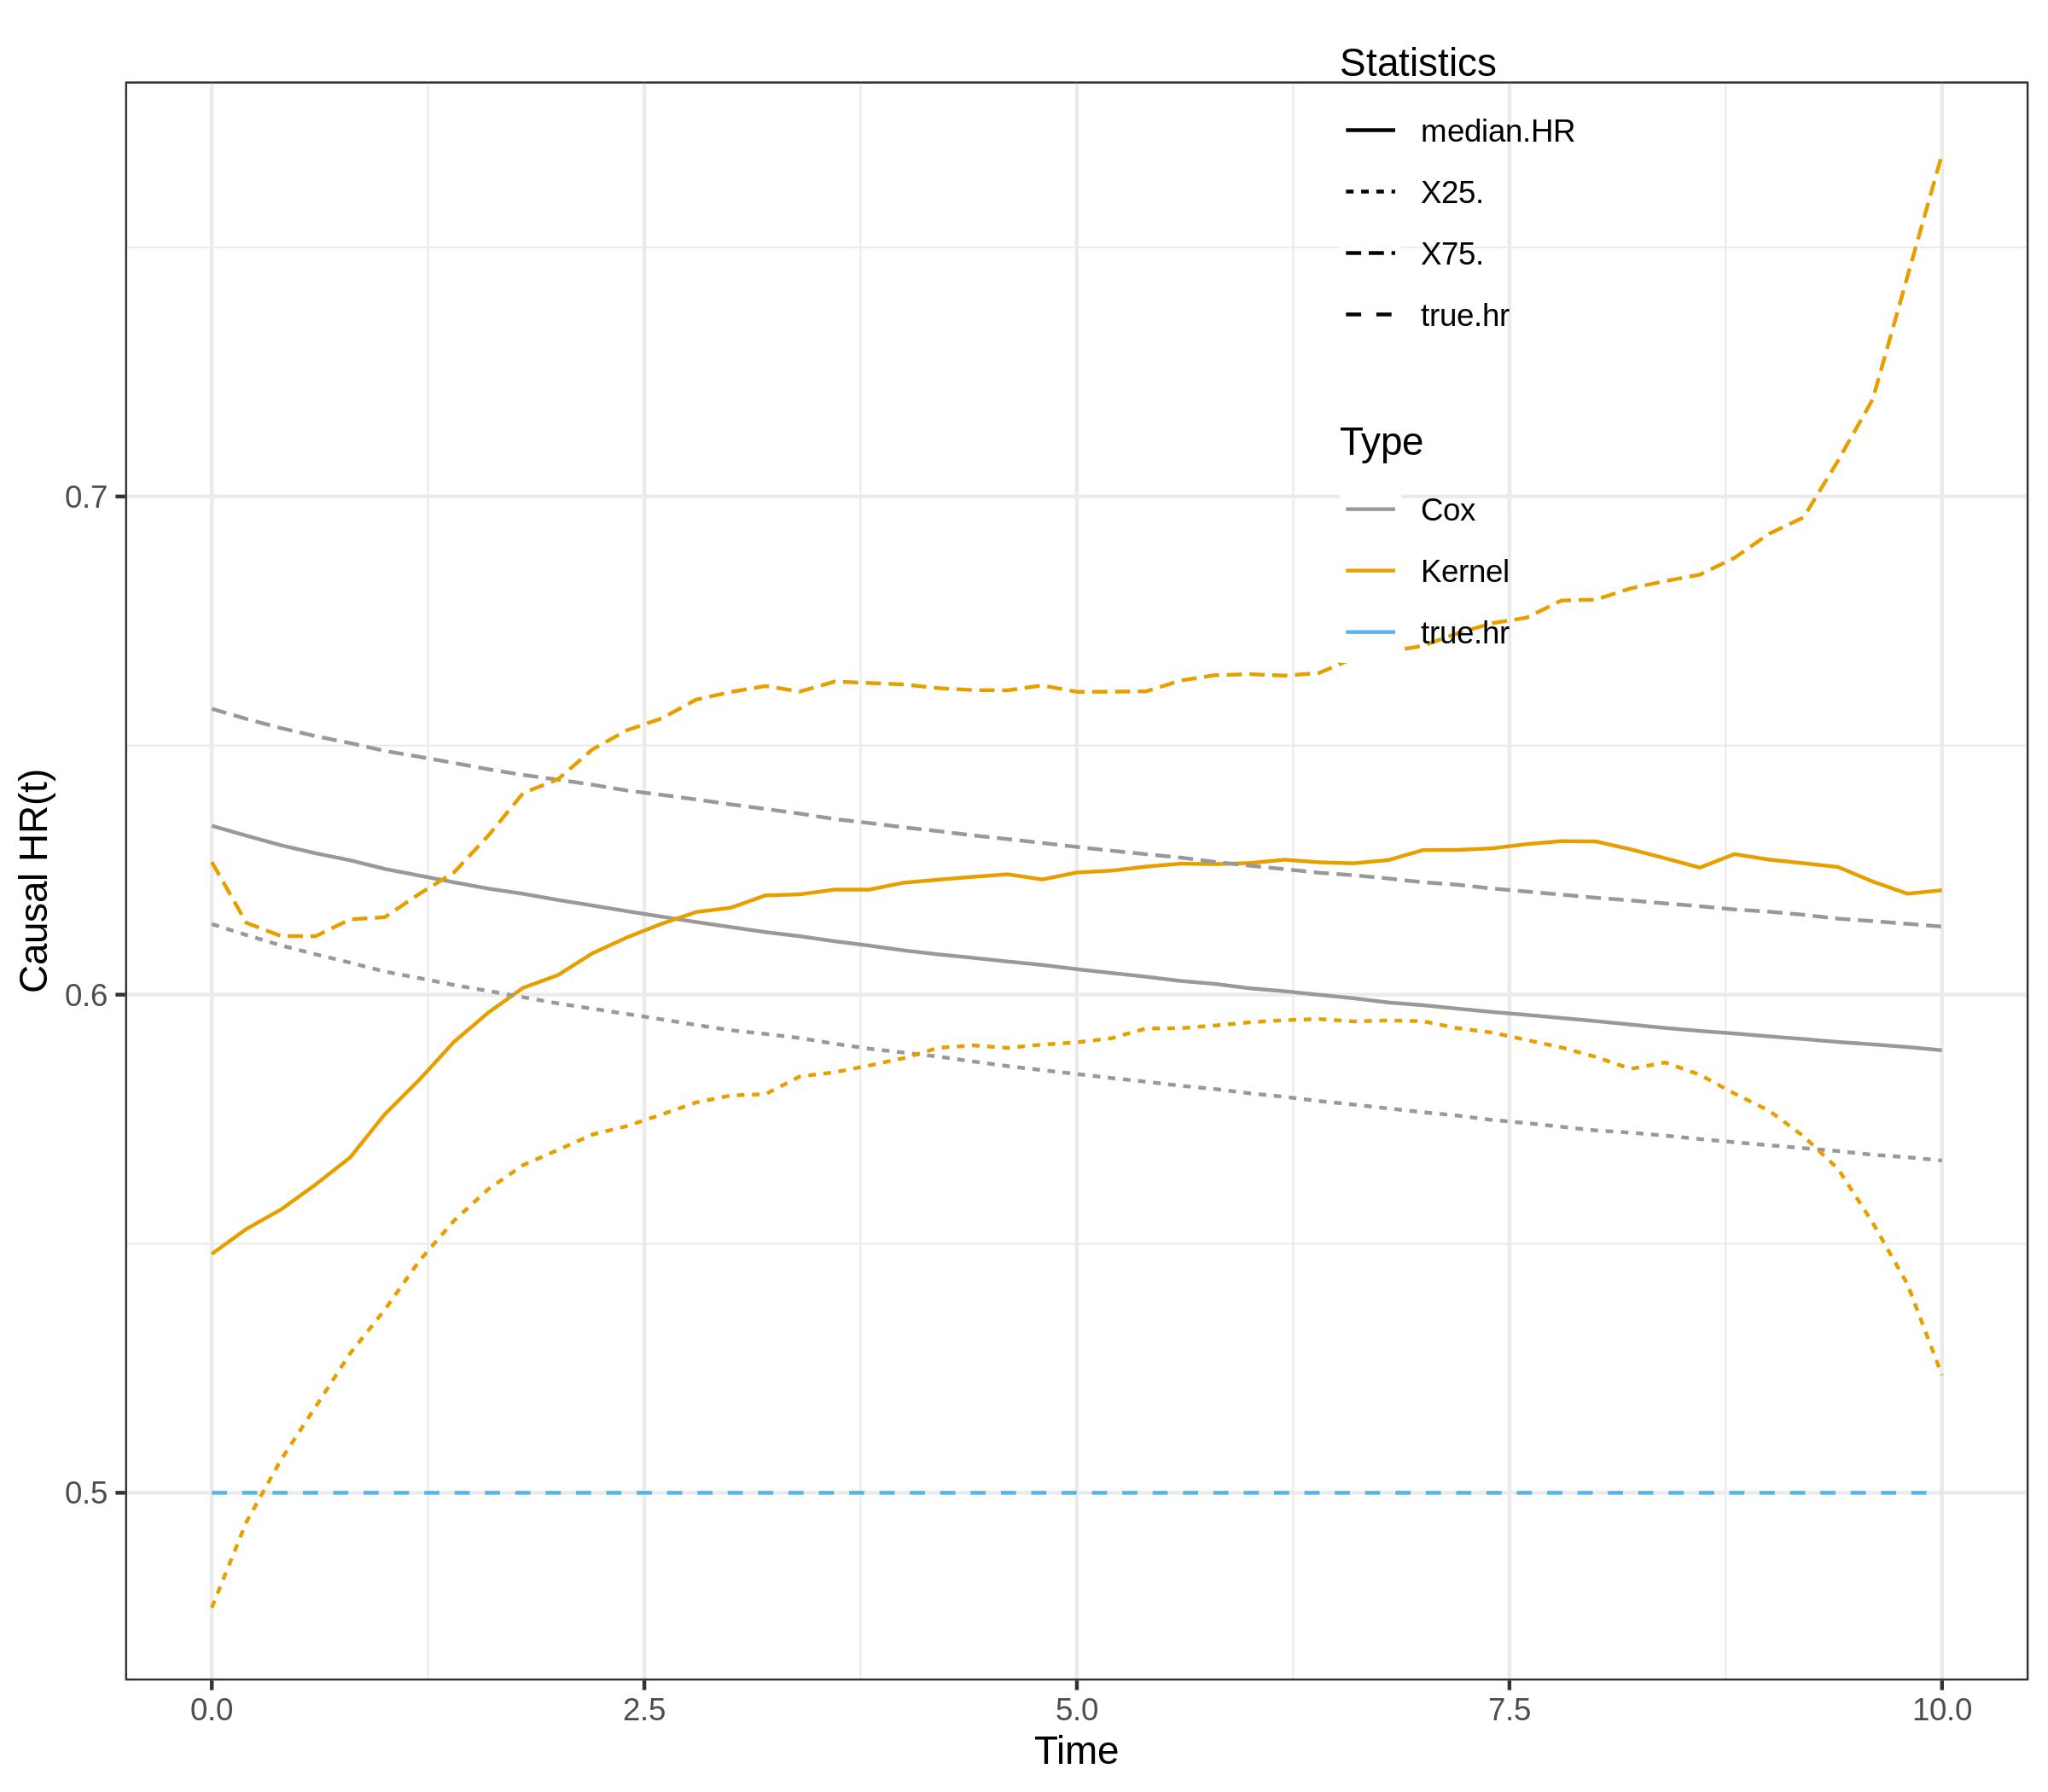 Statistics
median.HR
X25.
X75.
true.hr
Type
Cox
Kernel
true.hr
Causal HR(t)
0.7
0.6
0.5
0.0 2.5 5.0 7.5 10.0
Time